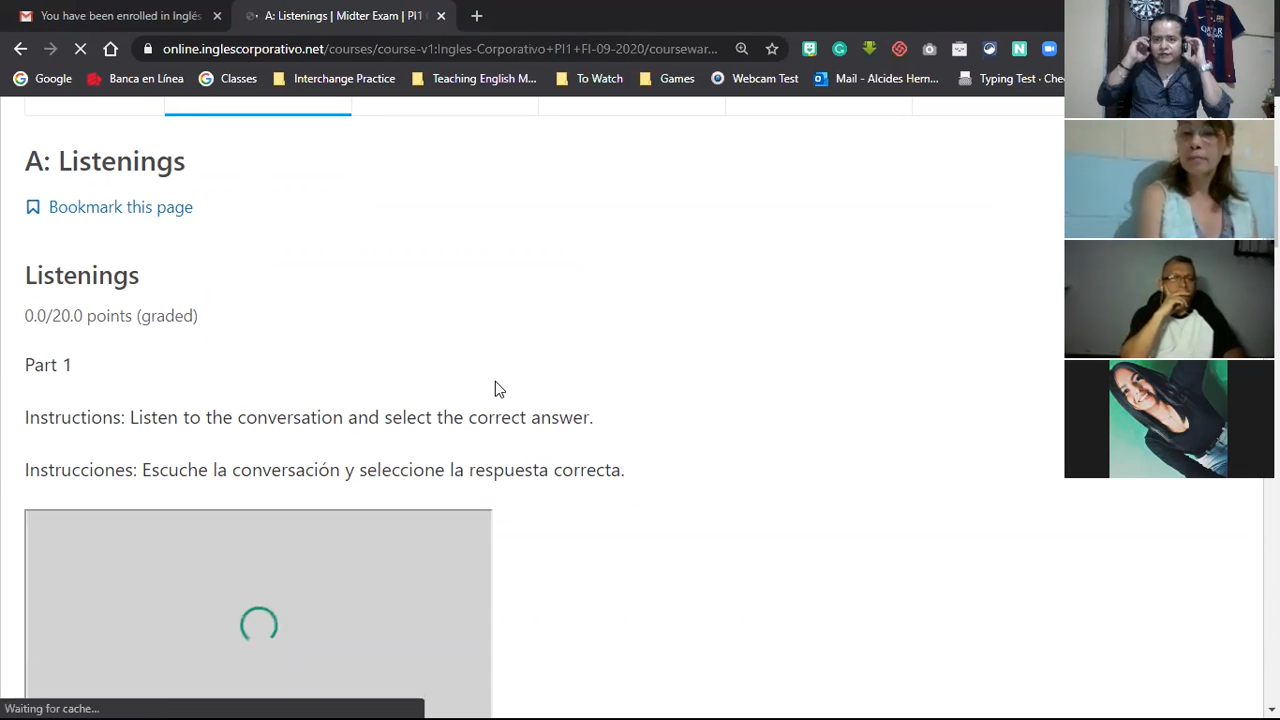 You have been enrolled in Inglés
A: Listenings | Midter Exam | PI1
online.inglescorporativo.net/courses/course-v1:InglesCorporativo+PI1+FI-09-2020/coursewar...
Google
Banca en Línea
Classes
Interchange Practice
Teaching English M...
To Watch
Games
Webcam Test
Mail - Alcides Hern...
Typing Test - Chec
A: Listenings
Bookmark this page
Listenings
0.0/20.0 points (graded)
Part 1
Instructions: Listen to the conversation and select the correct answer.
Instrucciones: Escuche la conversación y seleccione la respuesta correcta.
Waiting for cache...